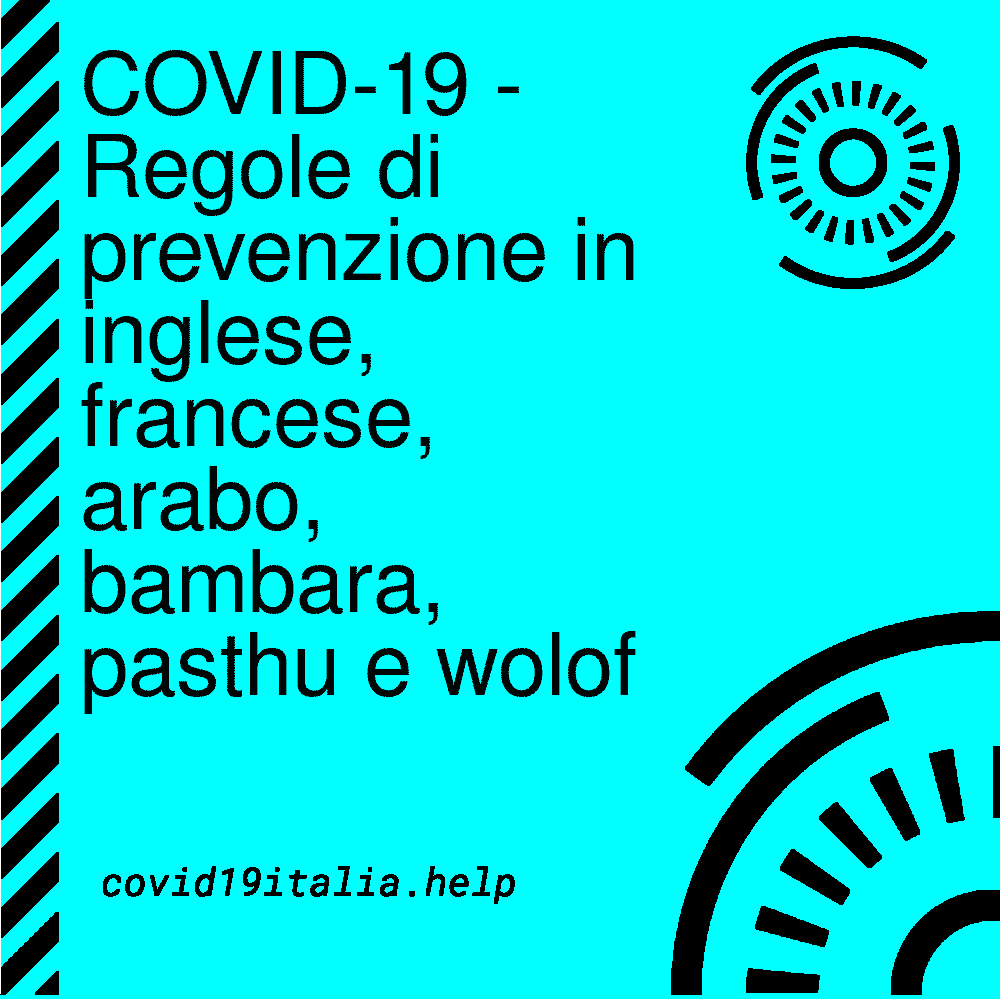 COVID-19 -
Regole di
prevenzione in
inglese,
francese,
arabo,
bambara,
pasthu e wolof
covid19italia.help